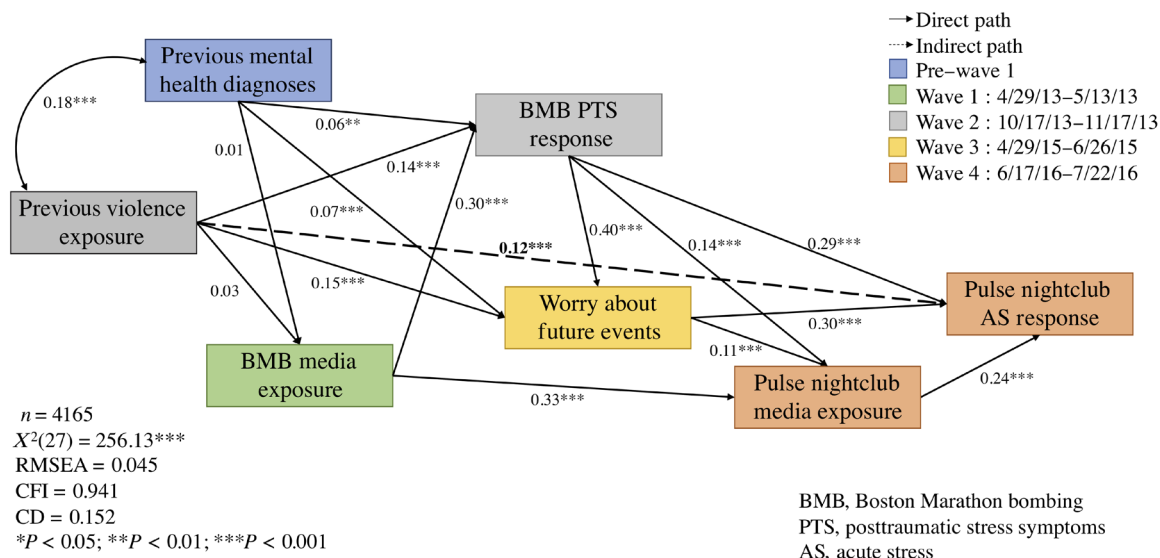 Direct path
Indirect path
Pre–wave 1
Wave 1 : 4/29/13–5/13/13
Wave 2 : 10/17/13–11/17/13
Wave 3 : 4/29/15–6/26/15
Wave 4 : 6/17/16–7/22/16
Previous mental
health diagnoses
0.18***
BMB PTS
response
0.06**
0.01
0.14***
Previous violence
exposure
0.07***
0.30***
0.40***
0.14***
0.29***
0.12***
0.03
0.15***
Worry about
future events
Pulse nightclub
AS response
0.30***
0.11***
BMB media
exposure
0.33***
Pulse nightclub
media exposure
0.24***
n = 4165
X²(27) = 256.13***
RMSEA = 0.045
CFI = 0.941
CD = 0.152
*P < 0.05; **P < 0.01; ***P < 0.001
BMB, Boston Marathon bombing
PTS, posttraumatic stress symptoms
AS, acute stress